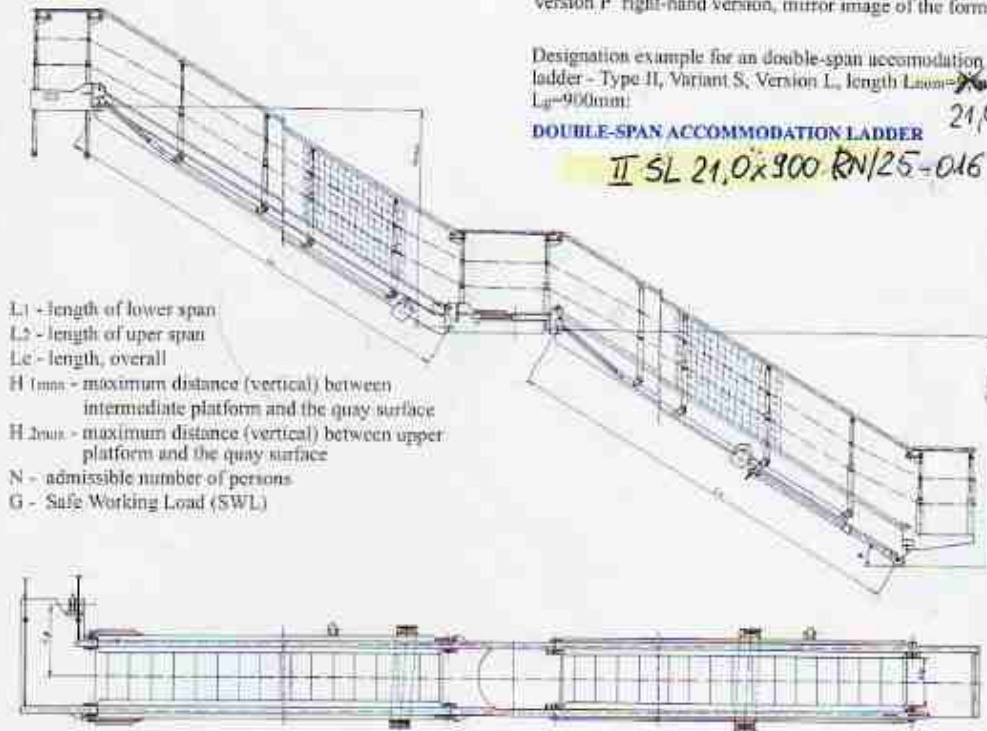 Version P right-hand version, mirror image of the form
Designation example for an double-span accomodation
ladder - Type II, Variant S, Version L, length Lnom=
Lp=900mm:
21,
DOUBLE-SPAN ACCOMMODATION LADDER
II SL 21,0x900 RN/25-016
L1 - length of lower span
L2 - length of uper span
Lc - length, overall
H 1max - maximum distance (vertical) between
intermediate platform and the quay surface
H 2max - maximum distance (vertical) between upper
platform and the quay surface
N - admissible number of persons
G - Safe Working Load (SWL)